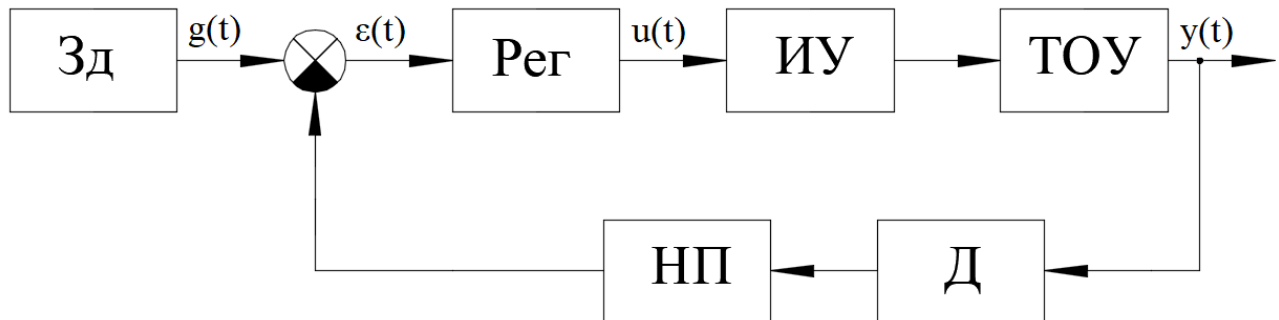 Зд g(t) ε(t) Рег u(t) ИУ ТОУ y(t)
НП Д